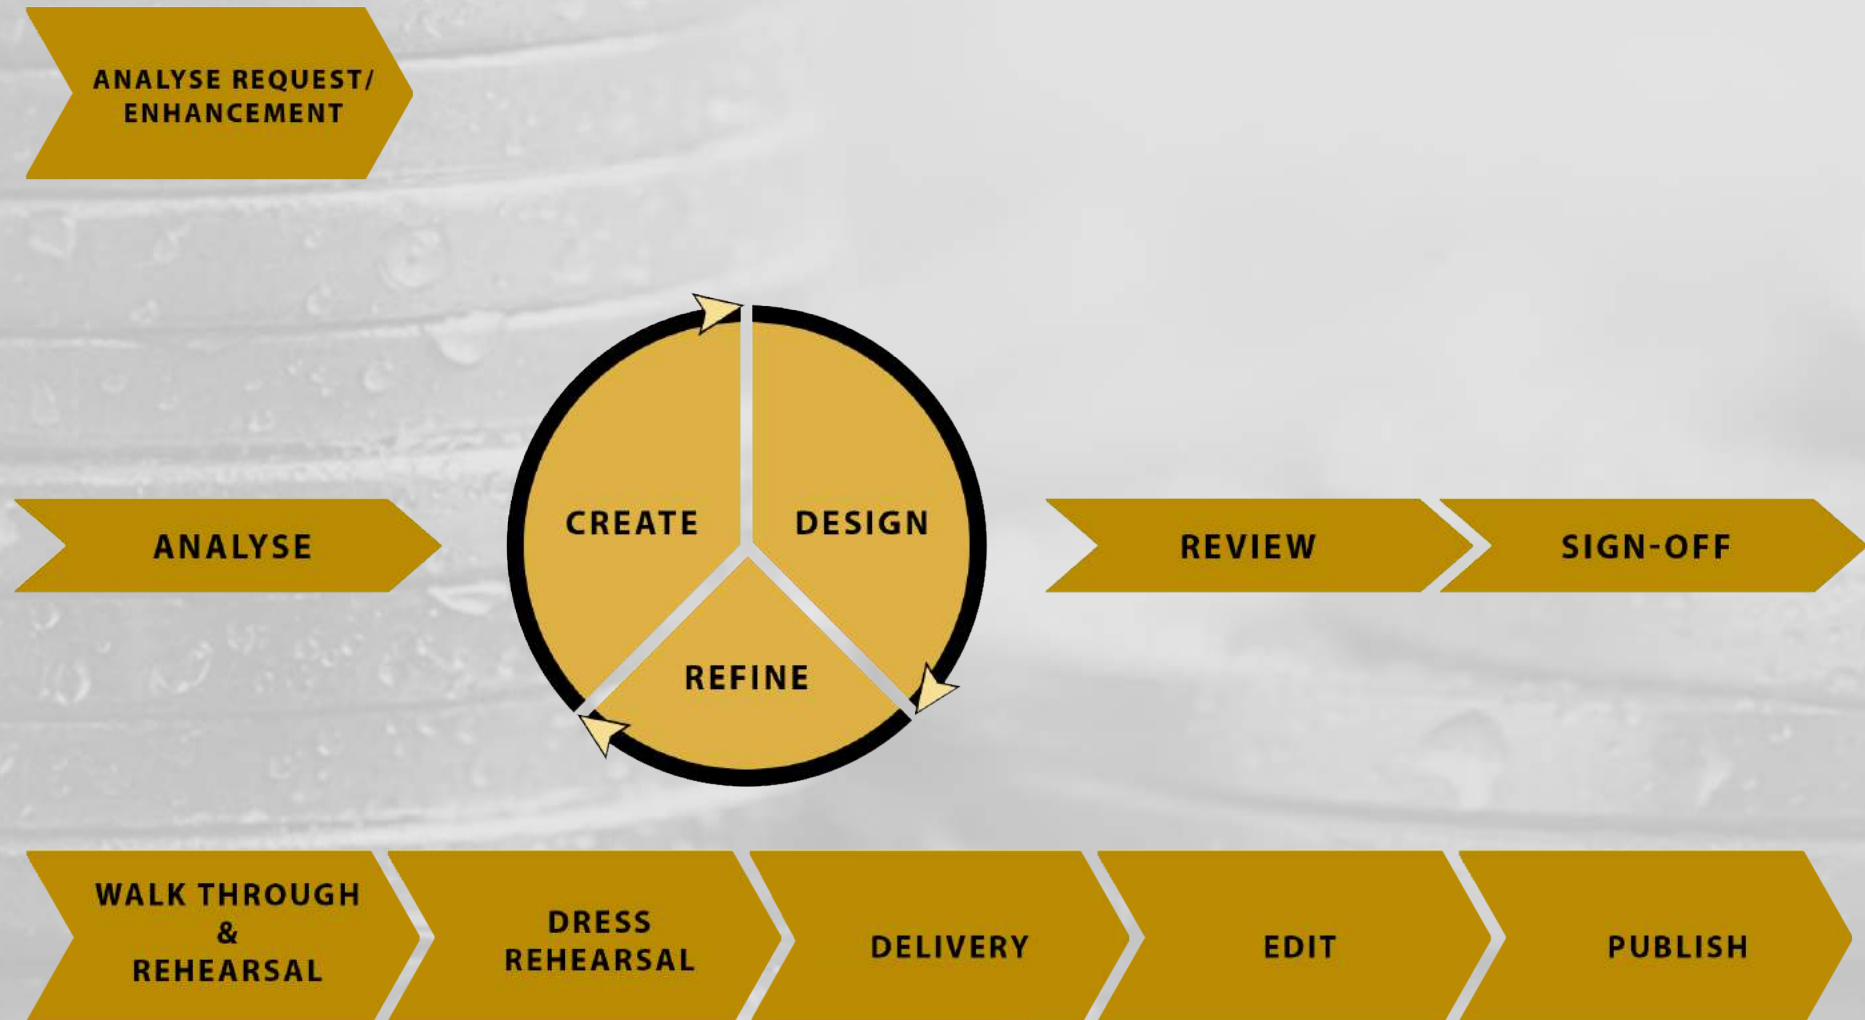 ANALYSE REQUEST/
ENHANCEMENT
ANALYSE
CREATE
DESIGN
REFINE
REVIEW
SIGN-OFF
WALK THROUGH
&
REHEARSAL
DRESS
REHEARSAL
DELIVERY
EDIT
PUBLISH